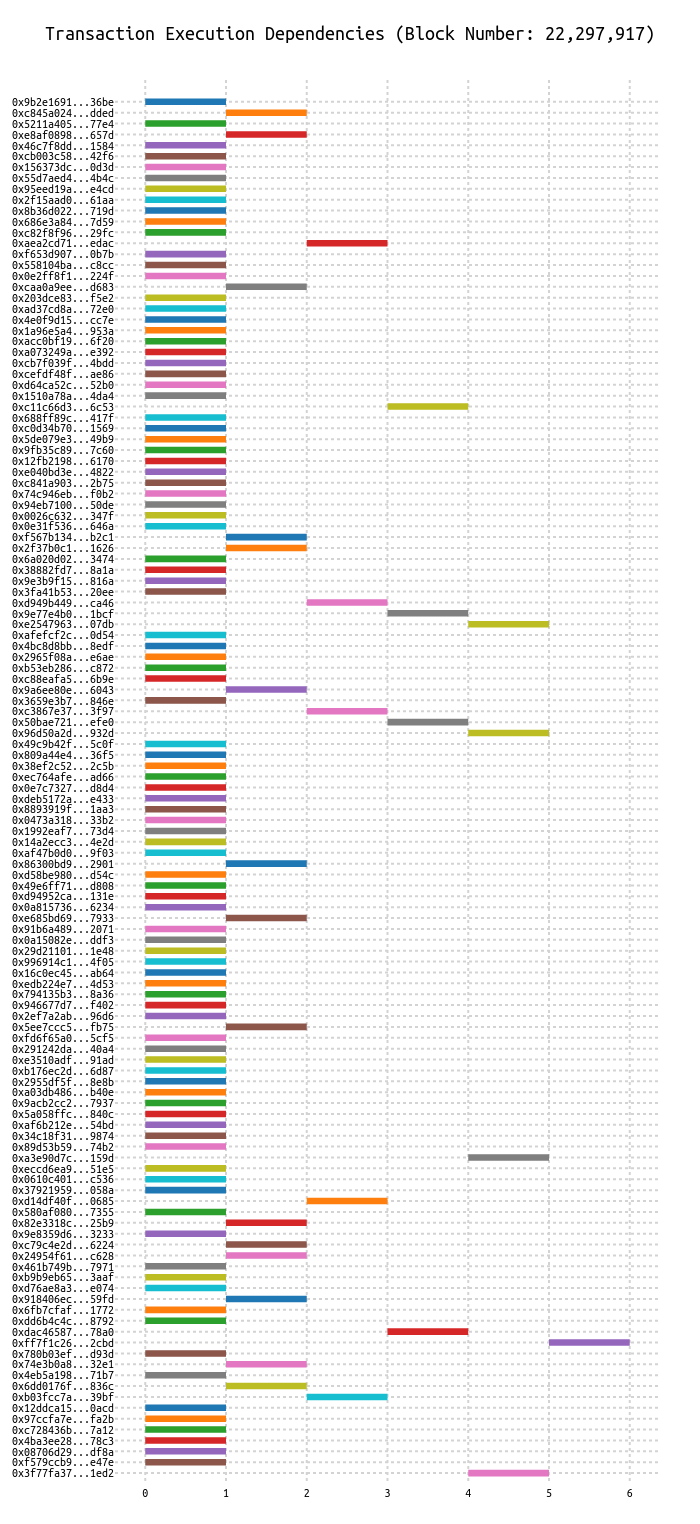 Transaction Execution Dependencies (Block Number: 22,297,917)
0x9b2e1691...36be
0xc845a024...dded
0x5211a405...77e4
0xe8af0898...657d
0x46c7f8dd...1584
0xcb003c58...42f6
0x156373dc...0d3d
0x55d7aed4...4b4c
0x95eed19a...e4cd
0x2f15aad0...61aa
0x8b36d022...719d
0x686e3a84...7d59
0xc82f8f96...29fc
0xaea2cd71...edac
0xf653d907...0b7b
0x558104ba...c8cc
0x0e2ff8f1...224f
0xcaa0a9ee...d683
0x203dce83...f5e2
0xad37cd8a...72e0
0x4e0f9d15...cc7e
0x1a96e5a4...953a
0xacc0bf19...6f20
0xa073249a...e392
0xcb7f039f...4bdd
0xcefdf48f...ae86
0xd64ca52c...52b0
0x1510a78a...4da4
0xc11c66d3...6c53
0x688ff89c...417f
0xc0d34b70...1569
0x5de079e3...49b9
0x9fb35c89...7c60
0x12fb2198...6170
0xe040bd3e...4822
0xc841a903...2b75
0x74c946eb...f0b2
0x94eb7100...50de
0x0026c632...347f
0x0e31f536...646a
0xf567b134...b2c1
0x2f37b0c1...1626
0x6a020d02...3474
0x38882fd7...8a1a
0x9e3b9f15...816a
0x3fa41b53...20ee
0xd949b449...ca46
0x9e77e4b0...1bcf
0xe2547963...07db
0xafefcf2c...0d54
0x4bc8d8bb...8edf
0x2965f08a...e6ae
0xb53eb286...c872
0xc88eafa5...6b9e
0x9a6ee80e...6043
0x3659e3b7...846e
0xc3867e37...3f97
0x50bae721...efe0
0x96d50a2d...932d
0x49c9b42f...5c0f
0x809a44e4...36f5
0x38ef2c52...2c5b
0xec764afe...ad66
0x0e7c7327...d8d4
0xdeb5172a...e433
0x8893919f...1aa3
0x0473a318...33b2
0x1992eaf7...73d4
0x14a2ecc3...4e2d
0xaf47b0d0...9f03
0x86300bd9...2901
0xd58be980...d54c
0x49e6ff71...d808
0xd94952ca...131e
0x0a815736...6234
0xe685bd69...7933
0x91b6a489...2071
0x0a15082e...ddf3
0x29d21101...1e48
0x996914c1...4f05
0x16c0ec45...ab64
0xedb224e7...4d53
0x794135b3...8a36
0x946677d7...f402
0x2ef7a2ab...96d6
0x5ee7ccc5...fb75
0xfd6f65a0...5cf5
0x291242da...40a4
0xe3510adf...91ad
0xb176ec2d...6d87
0x2955df5f...8e8b
0xa03db486...b40e
0x9acb2cc2...7937
0x5a058ffc...840c
0xaf6b212e...54bd
0x34c18f31...9874
0x89d53b59...74b2
0xa3e90d7c...159d
0xeccd6ea9...51e5
0x0610c401...c536
0x37921959...058a
0xd14df40f...0685
0x580af080...7355
0x82e3318c...25b9
0x9e8359d6...3233
0xc79c4e2d...6224
0x24954f61...c628
0x461b749b...7971
0xb9b9eb65...3aaf
0xd76ae8a3...e074
0x918406ec...59fd
0x6fb7cfaf...1772
0xdd6b4c4c...8792
0xdac46587...78a0
0xff7f1c26...2cbd
0x780b03ef...d93d
0x74e3b0a8...32e1
0x4eb5a198...71b7
0x6dd0176f...836c
0xb03fcc7a...39bf
0x12ddca15...0acd
0x97ccfa7e...fa2b
0xc728436b...7a12
0x4ba3ee28...78c3
0x08706d29...df8a
0xf579ccb9...e47e
0x3f77fa37...1ed2
0 1 2 3 4 5 6